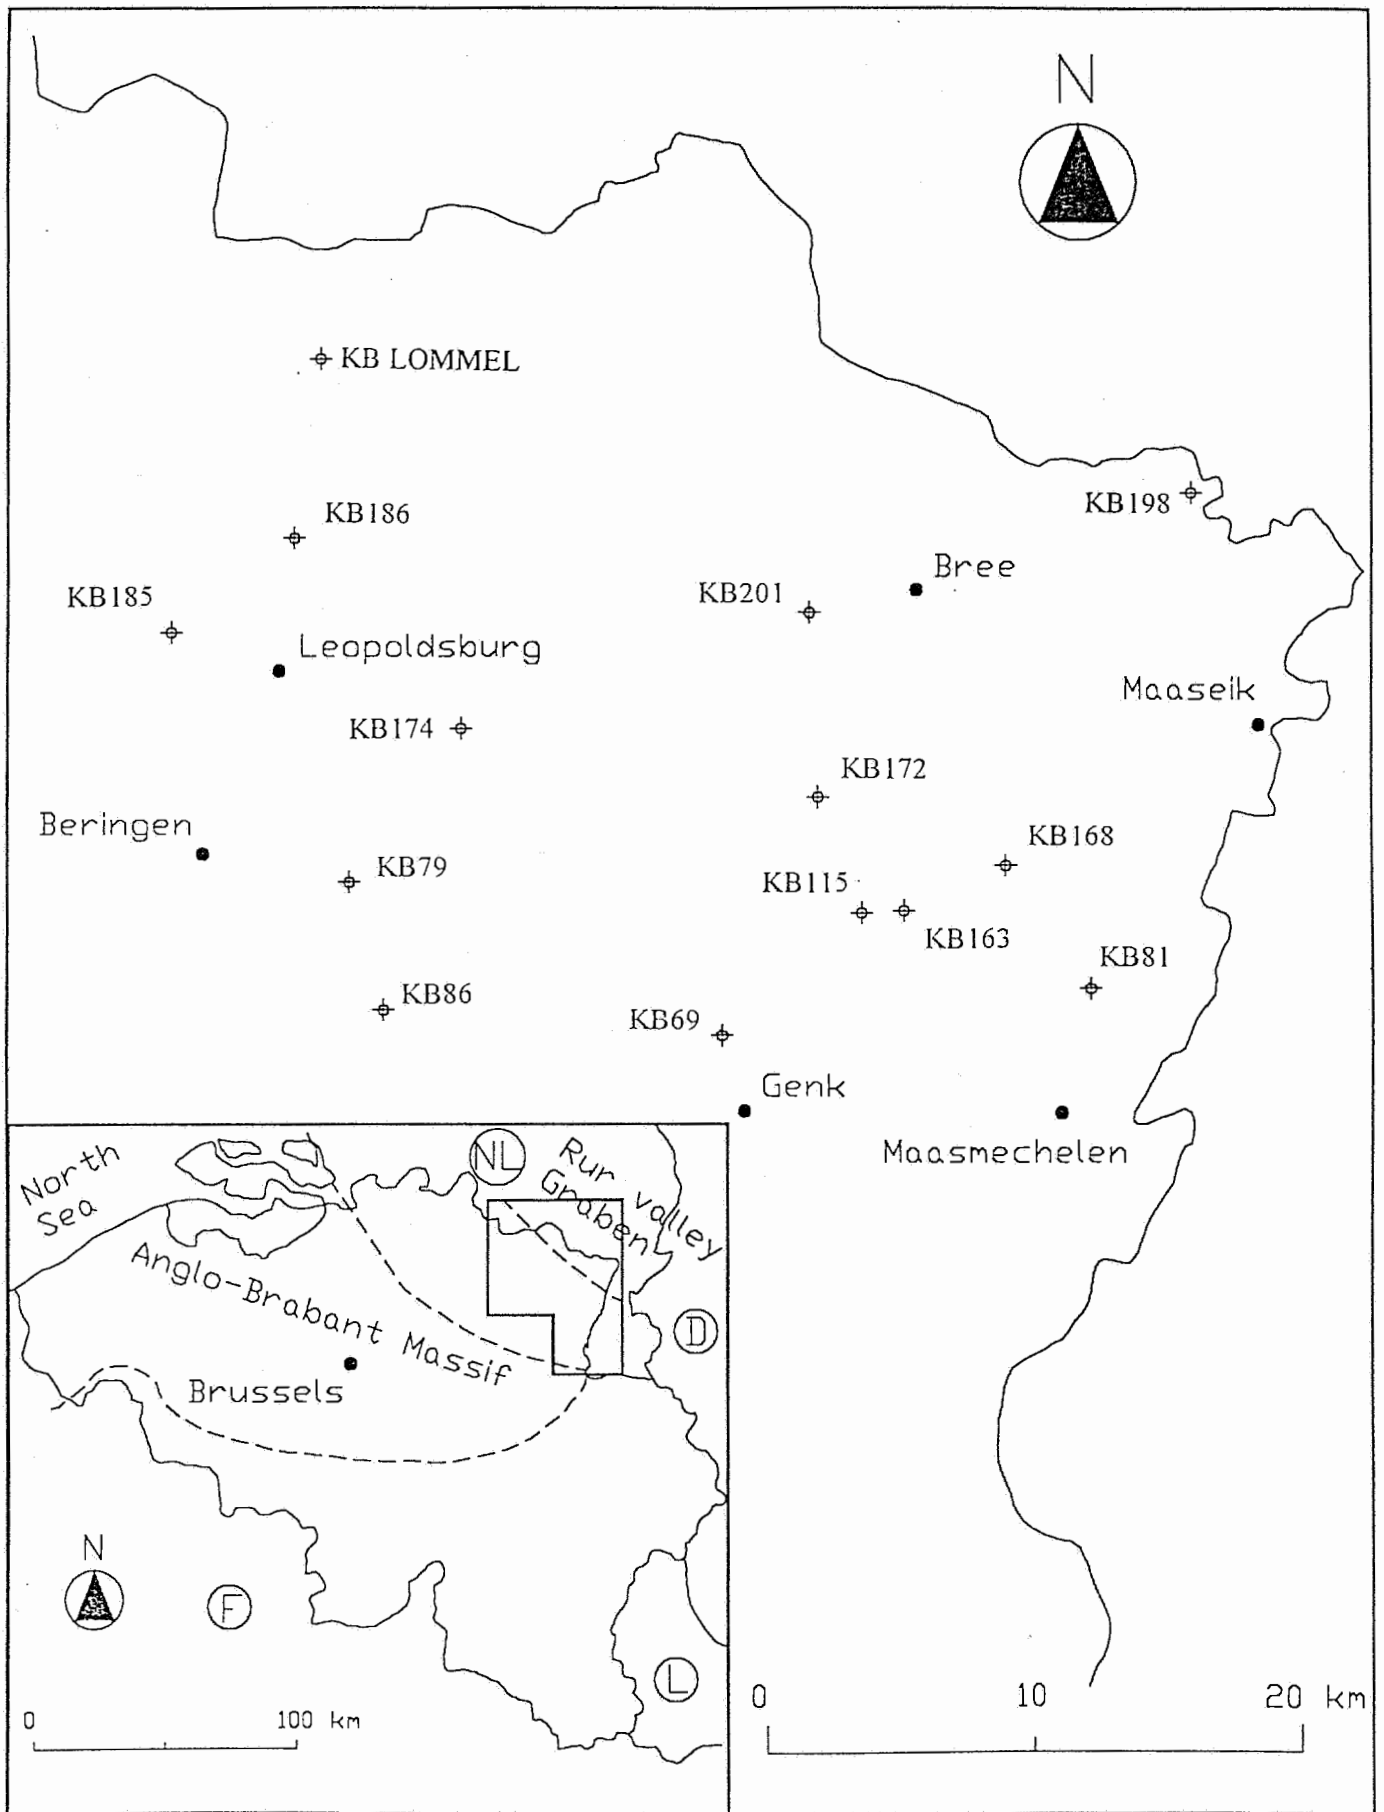 N
KB LOMMEL
KB198
KB186
Bree
KB201
KB185
Leopoldsburg
Maaseik
KB174
KB172
Beringen
KB168
KB79
KB115
KB163
KB81
KB86
KB69
Genk
Maasmechelen
North
Sea
NL
Rur valley
Graben
Anglo-Brabant Massif
D
Brussels
N
F
L
0 100 km
0 10 20 km